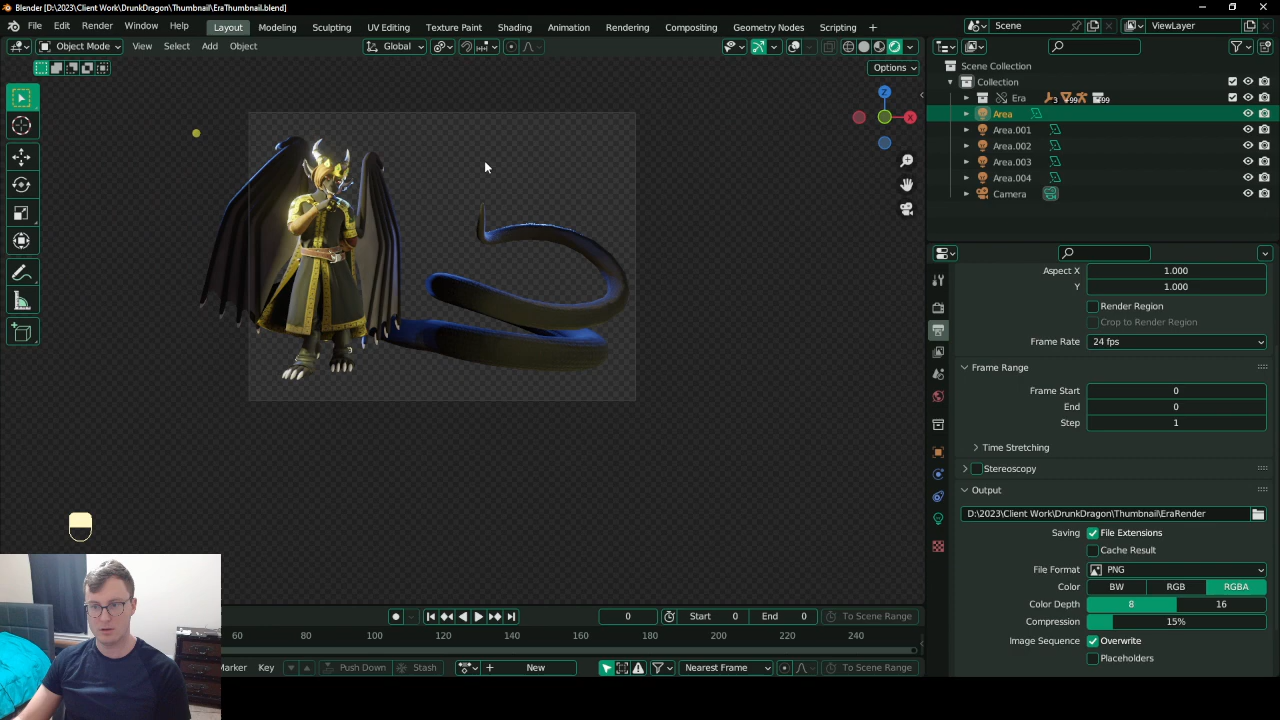 Blender [D:\2023\Client Work\DrunkDragon\Thumbnail\EraThumbnail.blend]
File Edit Render Window Help Layout Modeling Sculpting UV Editing Texture Paint Shading Animation Rendering Compositing Geometry Nodes Scripting Scene ViewLayer
Object Mode View Select Add Object Global
Options
Z
X
Scene Collection
Collection
Era 3 +99 +99
Area
Area.001
Area.002
Area.003
Area.004
Camera
Aspect X 1.000
Y 1.000
Render Region
Crop to Render Region
Frame Rate 24 fps
Frame Range
Frame Start 0
End 0
Step 1
Time Stretching
Stereoscopy
Output
D:\2023\Client Work\DrunkDragon\Thumbnail\EraRender
Saving File Extensions
Cache Result
File Format PNG
Color BW RGB RGBA
Color Depth 8 16
Compression 15%
Image Sequence Overwrite
Placeholders
0 Start 0 End 0 To Scene Range
60 80 100 120 140 160 180 200 220 240
Marker Key Push Down Stash New Nearest Frame To Scene Range